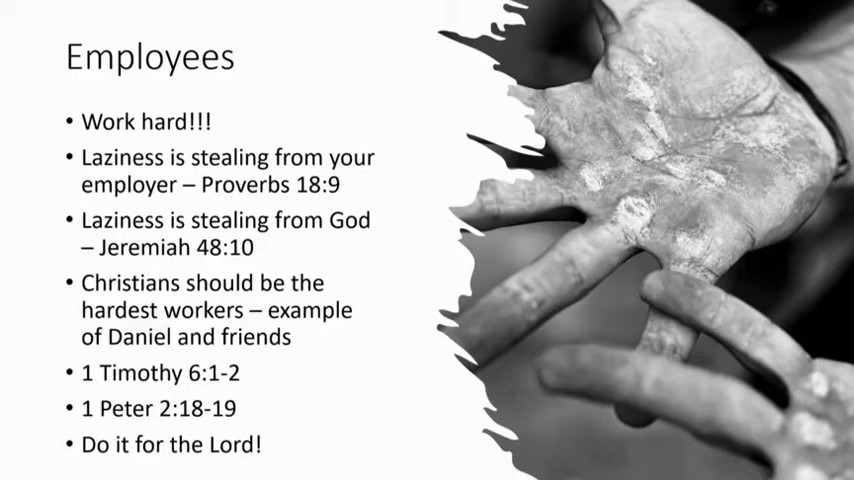 Employees
• Work hard!!!
• Laziness is stealing from your
employer – Proverbs 18:9
• Laziness is stealing from God
– Jeremiah 48:10
• Christians should be the
hardest workers – example
of Daniel and friends
• 1 Timothy 6:1-2
• 1 Peter 2:18-19
• Do it for the Lord!